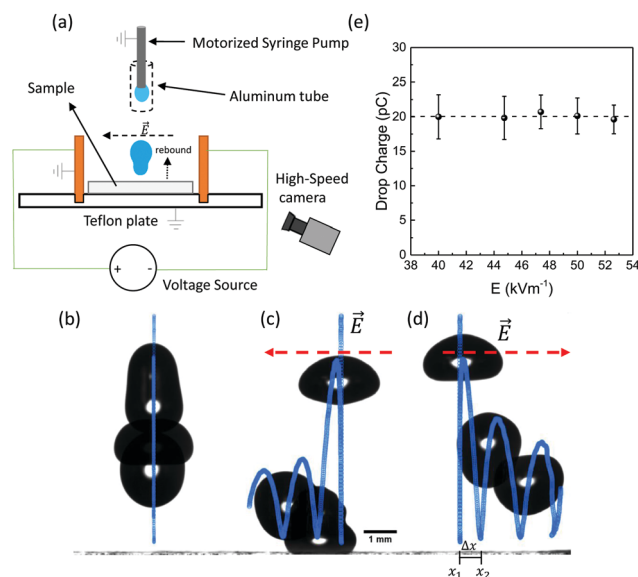 (a)
Motorized Syringe Pump
Aluminum tube
Sample
E
rebound
High-Speed
camera
Teflon plate
+ -
Voltage Source
(e)
Drop Charge (pC)
30
25
20
15
10
5
0
38 40 42 44 46 48 50 52 54
E (kVm⁻¹)
(b)
(c)
E
(d)
E
1 mm
Δx
x₁ x₂